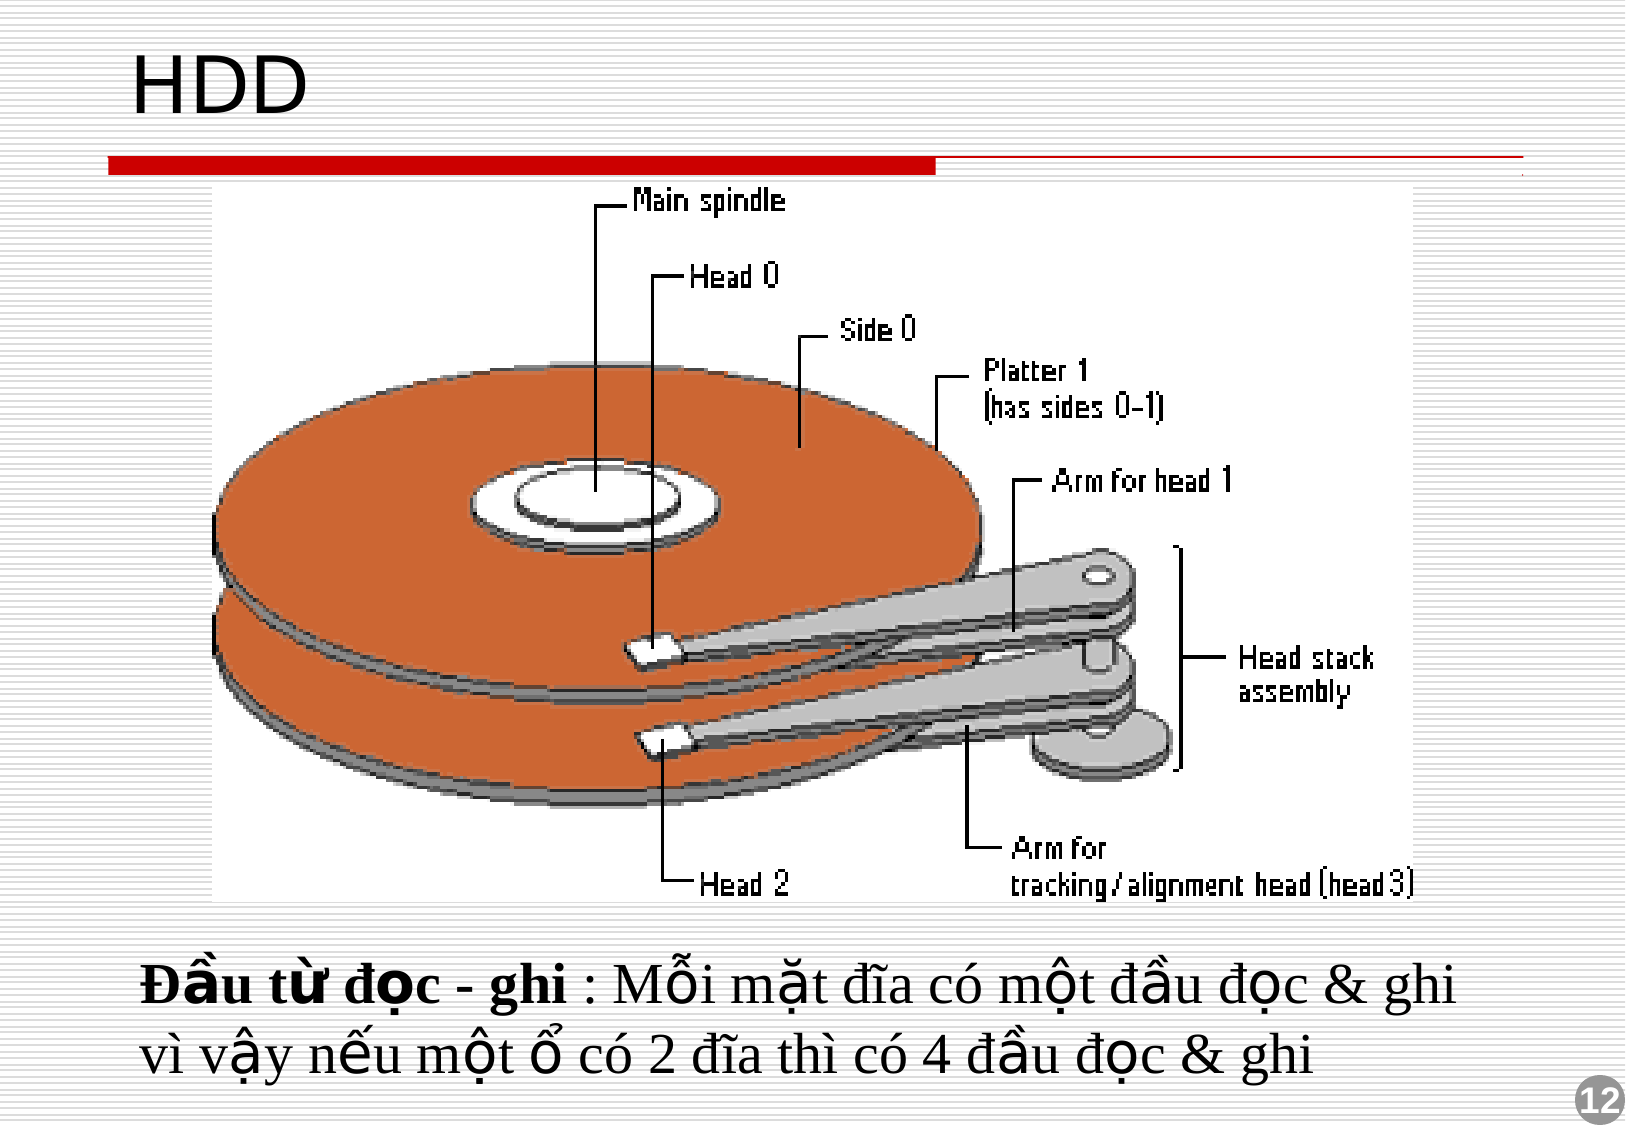 HDD
Main spindle
Head 0
Side 0
Platter 1
(has sides 0-1)
Arm for head 1
Head stack
assembly
Arm for
tracking/alignment head (head 3)
Head 2
Đầu từ đọc - ghi : Mỗi mặt đĩa có một đầu đọc & ghi
vì vậy nếu một ổ có 2 đĩa thì có 4 đầu đọc & ghi
12